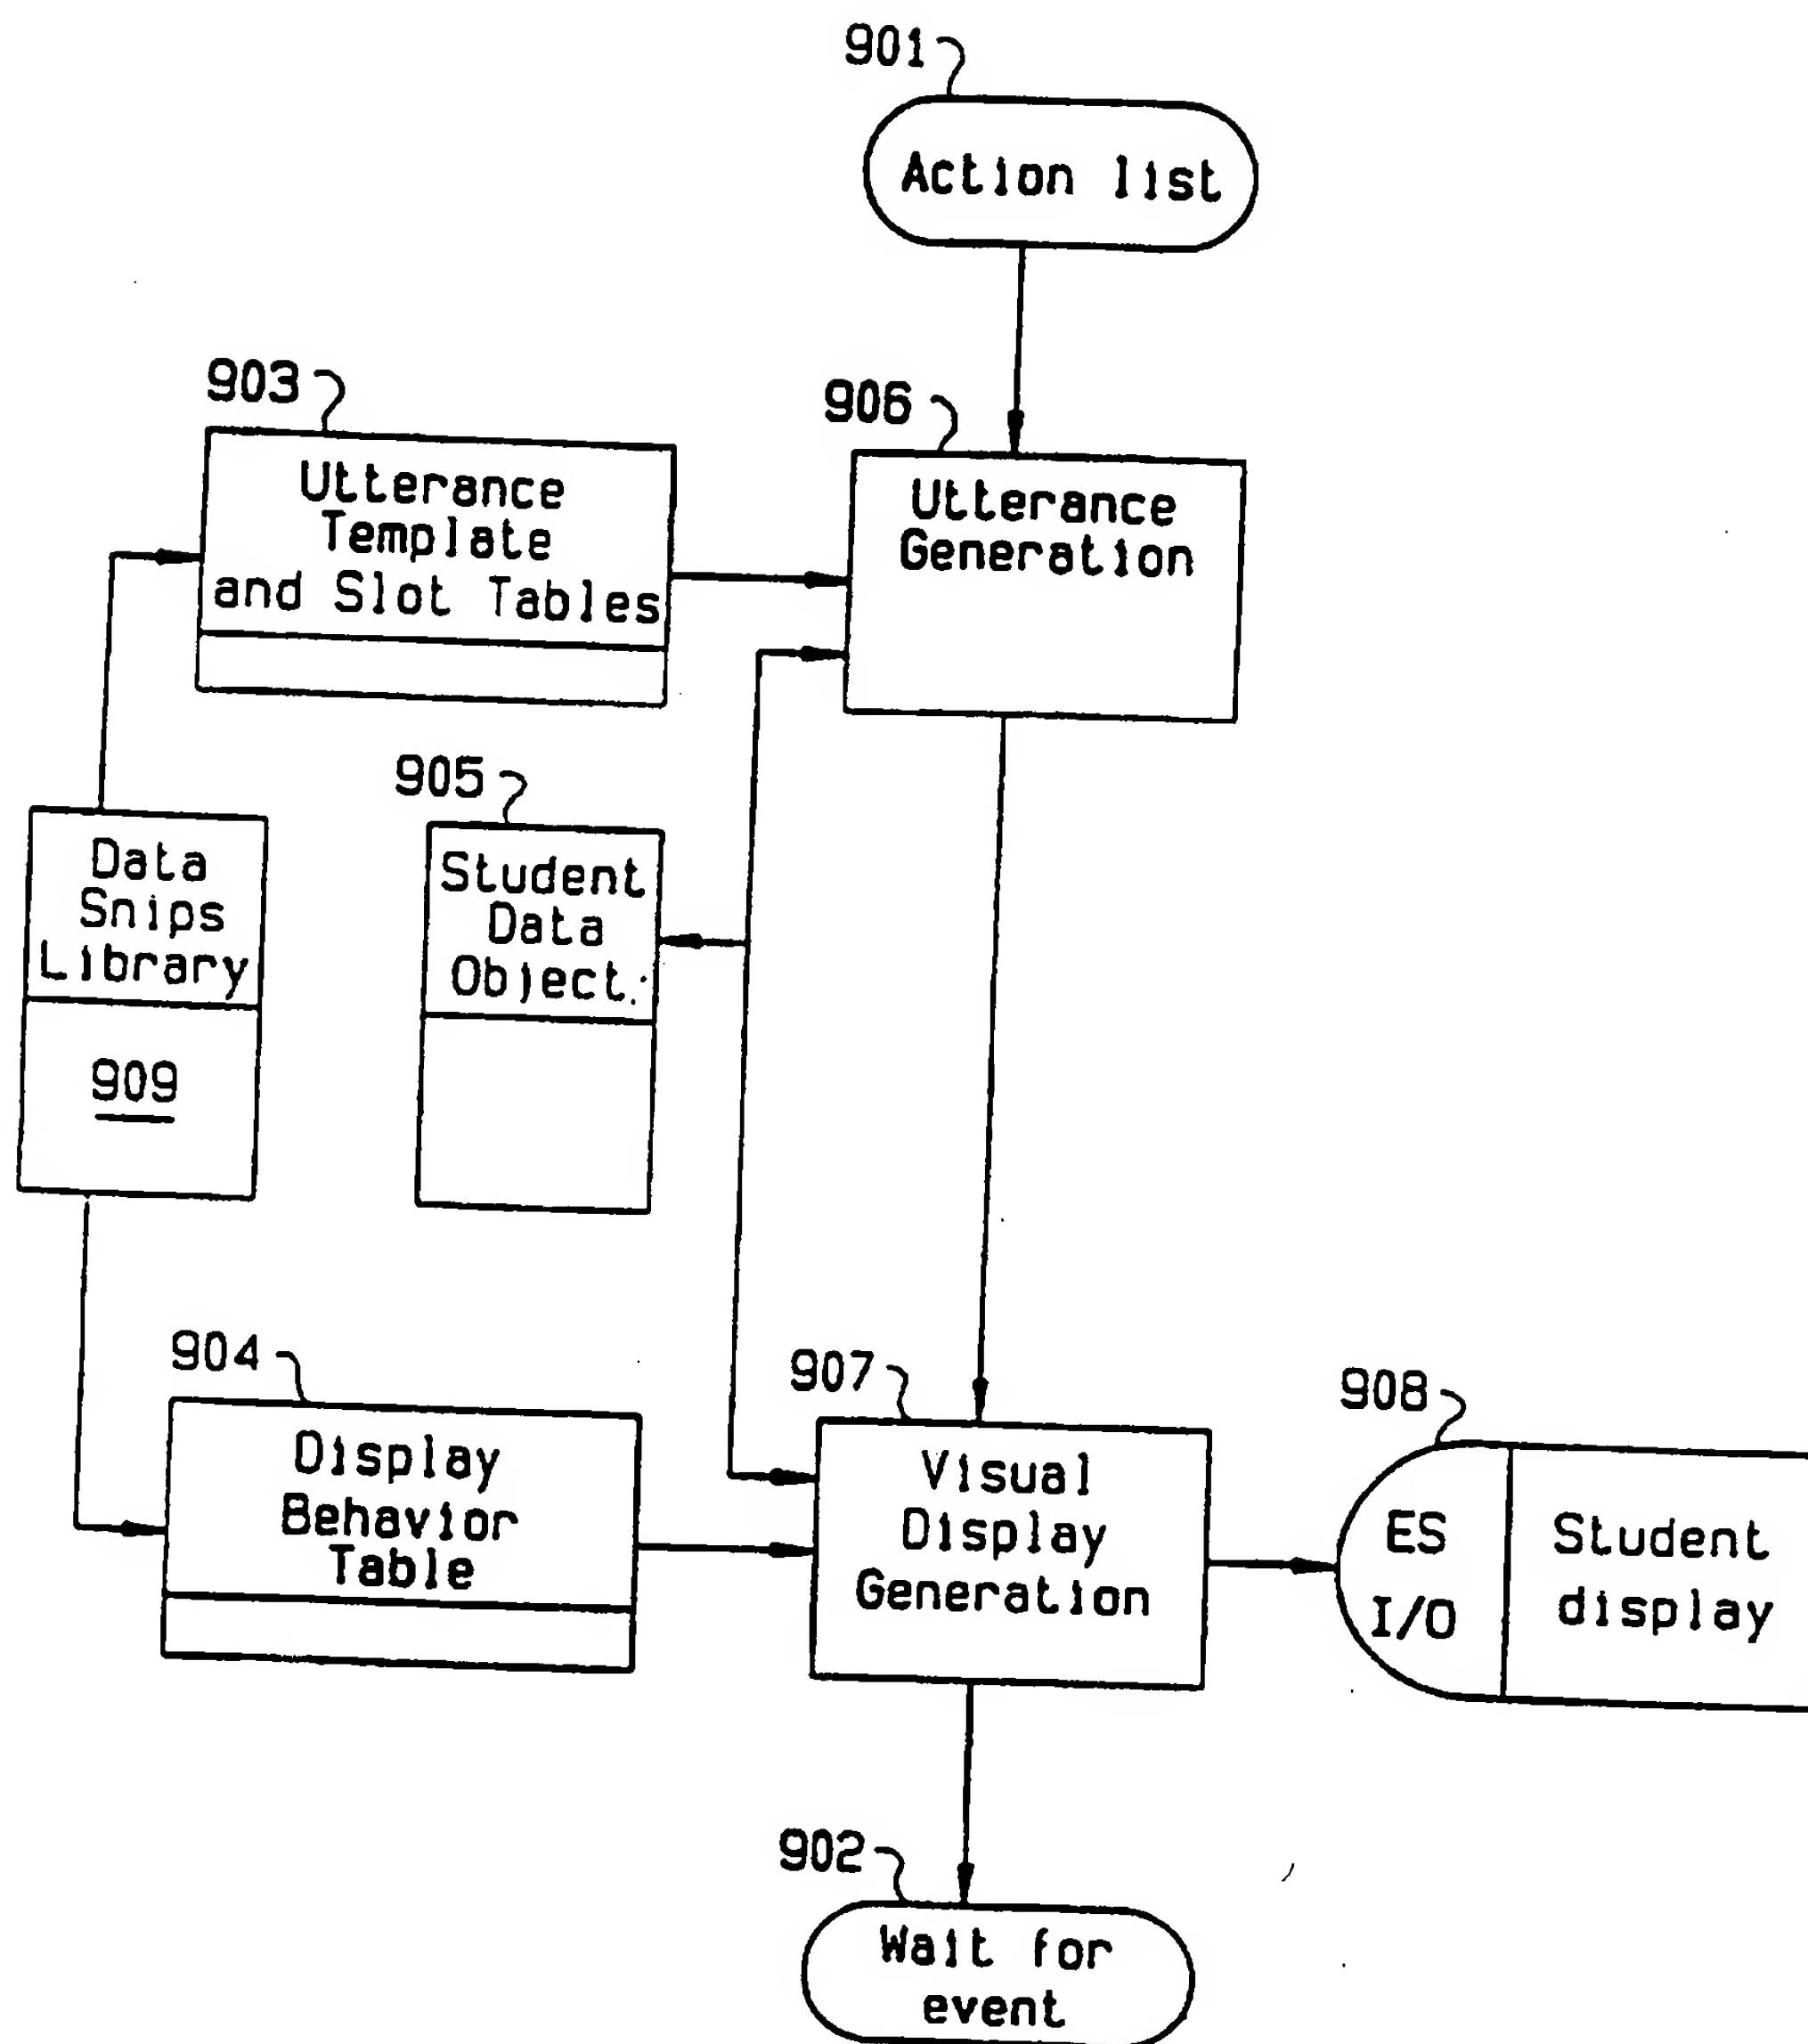 901
Action list
903
Utterance
Template
and Slot Tables
906
Utterance
Generation
905
Student
Data
Object
Data
Snips
Library
909
904
Display
Behavior
Table
907
Visual
Display
Generation
908
ES
I/O
Student
display
902
Wait for
event